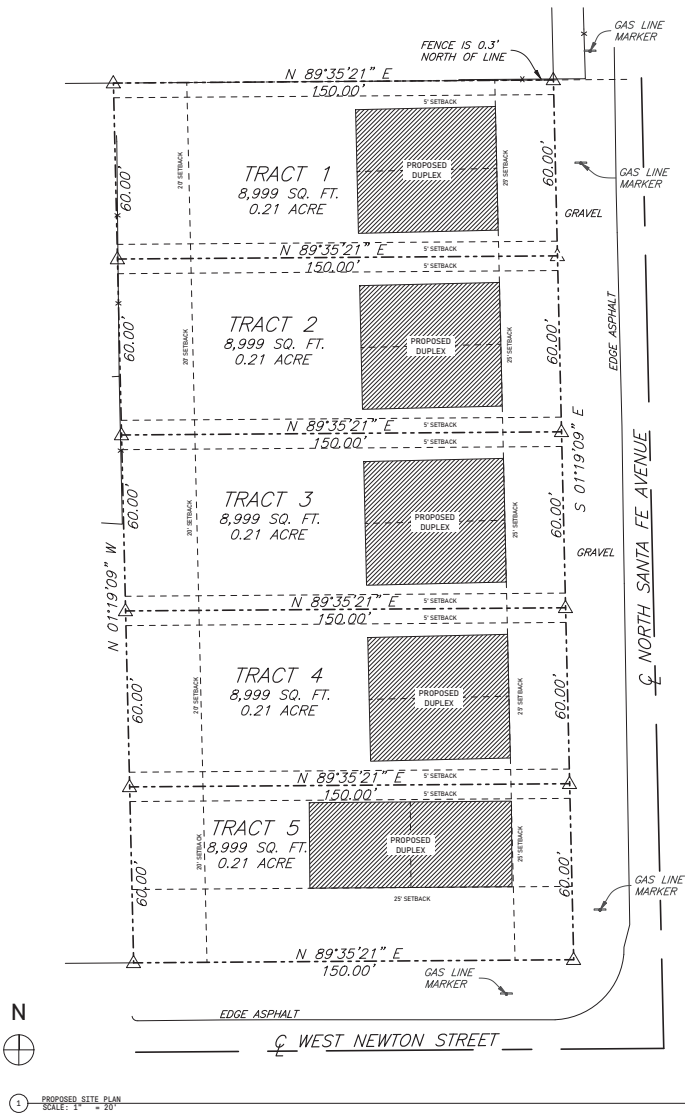 GAS LINE
MARKER
FENCE IS 0.3'
NORTH OF LINE
N 89°35'21" E
150.00'
5' SETBACK
20' SETBACK
25' SETBACK
60.00'
60.00'
TRACT 1
8,999 SQ. FT.
0.21 ACRE
PROPOSED
DUPLEX
GAS LINE
MARKER
GRAVEL
N 89°35'21" E
5' SETBACK
150.00'
5' SETBACK
20' SETBACK
25' SETBACK
60.00'
60.00'
TRACT 2
8,999 SQ. FT.
0.21 ACRE
PROPOSED
DUPLEX
EDGE ASPHALT
N 89°35'21" E
5' SETBACK
150.00'
5' SETBACK
S 01°19'09" E
60.00'
60.00'
TRACT 3
8,999 SQ. FT.
0.21 ACRE
20' SETBACK
25' SETBACK
PROPOSED
DUPLEX
GRAVEL
N 01°19'09" W
℄ NORTH SANTA FE AVENUE
N 89°35'21" E
5' SETBACK
150.00'
5' SETBACK
60.00'
60.00'
TRACT 4
8,999 SQ. FT.
0.21 ACRE
20' SETBACK
25' SETBACK
PROPOSED
DUPLEX
N 89°35'21" E
5' SETBACK
150.00'
5' SETBACK
TRACT 5
8,999 SQ. FT.
0.21 ACRE
20' SETBACK
25' SETBACK
PROPOSED
DUPLEX
60.00'
60.00'
25' SETBACK
GAS LINE
MARKER
N 89°35'21" E
150.00'
GAS LINE
MARKER
EDGE ASPHALT
℄ WEST NEWTON STREET
N
1
PROPOSED SITE PLAN
SCALE: 1" = 20'